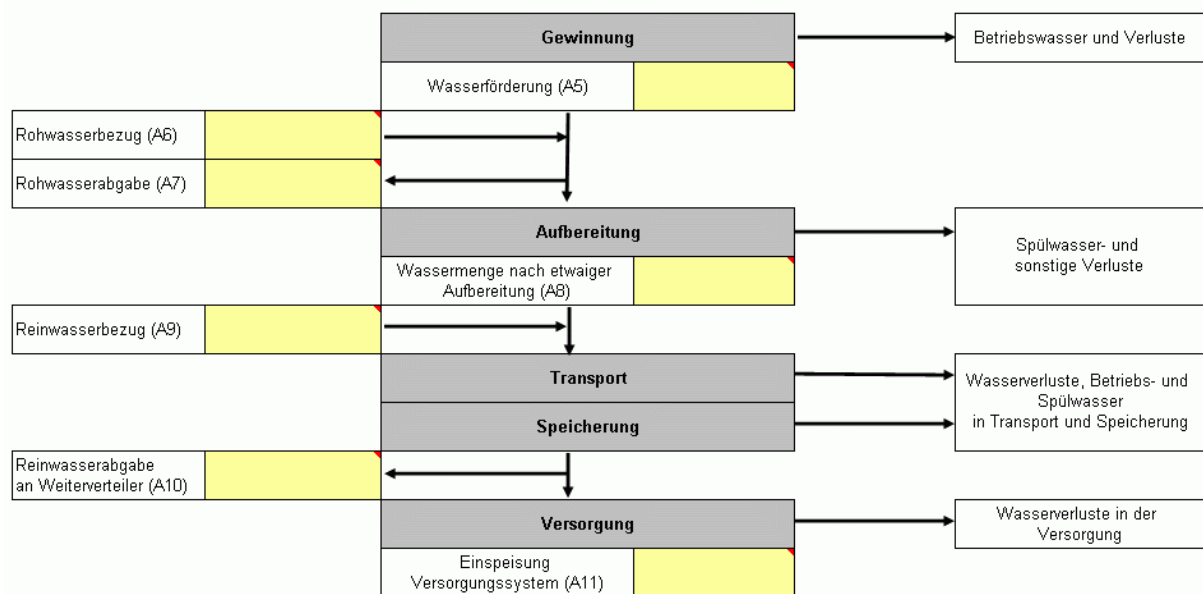 Gewinnung
Betriebswasser und Verluste
Wasserförderung (A5)
Rohwasserbezug (A6)
Rohwasserabgabe (A7)
Aufbereitung
Spülwasser- und
sonstige Verluste
Wassermenge nach etwaiger
Aufbereitung (A8)
Reinwasserbezug (A9)
Transport
Wasserverluste, Betriebs- und
Spülwasser
in Transport und Speicherung
Speicherung
Reinwasserabgabe
an Weiterverteiler (A10)
Versorgung
Wasserverluste in der
Versorgung
Einspeisung
Versorgungssystem (A11)